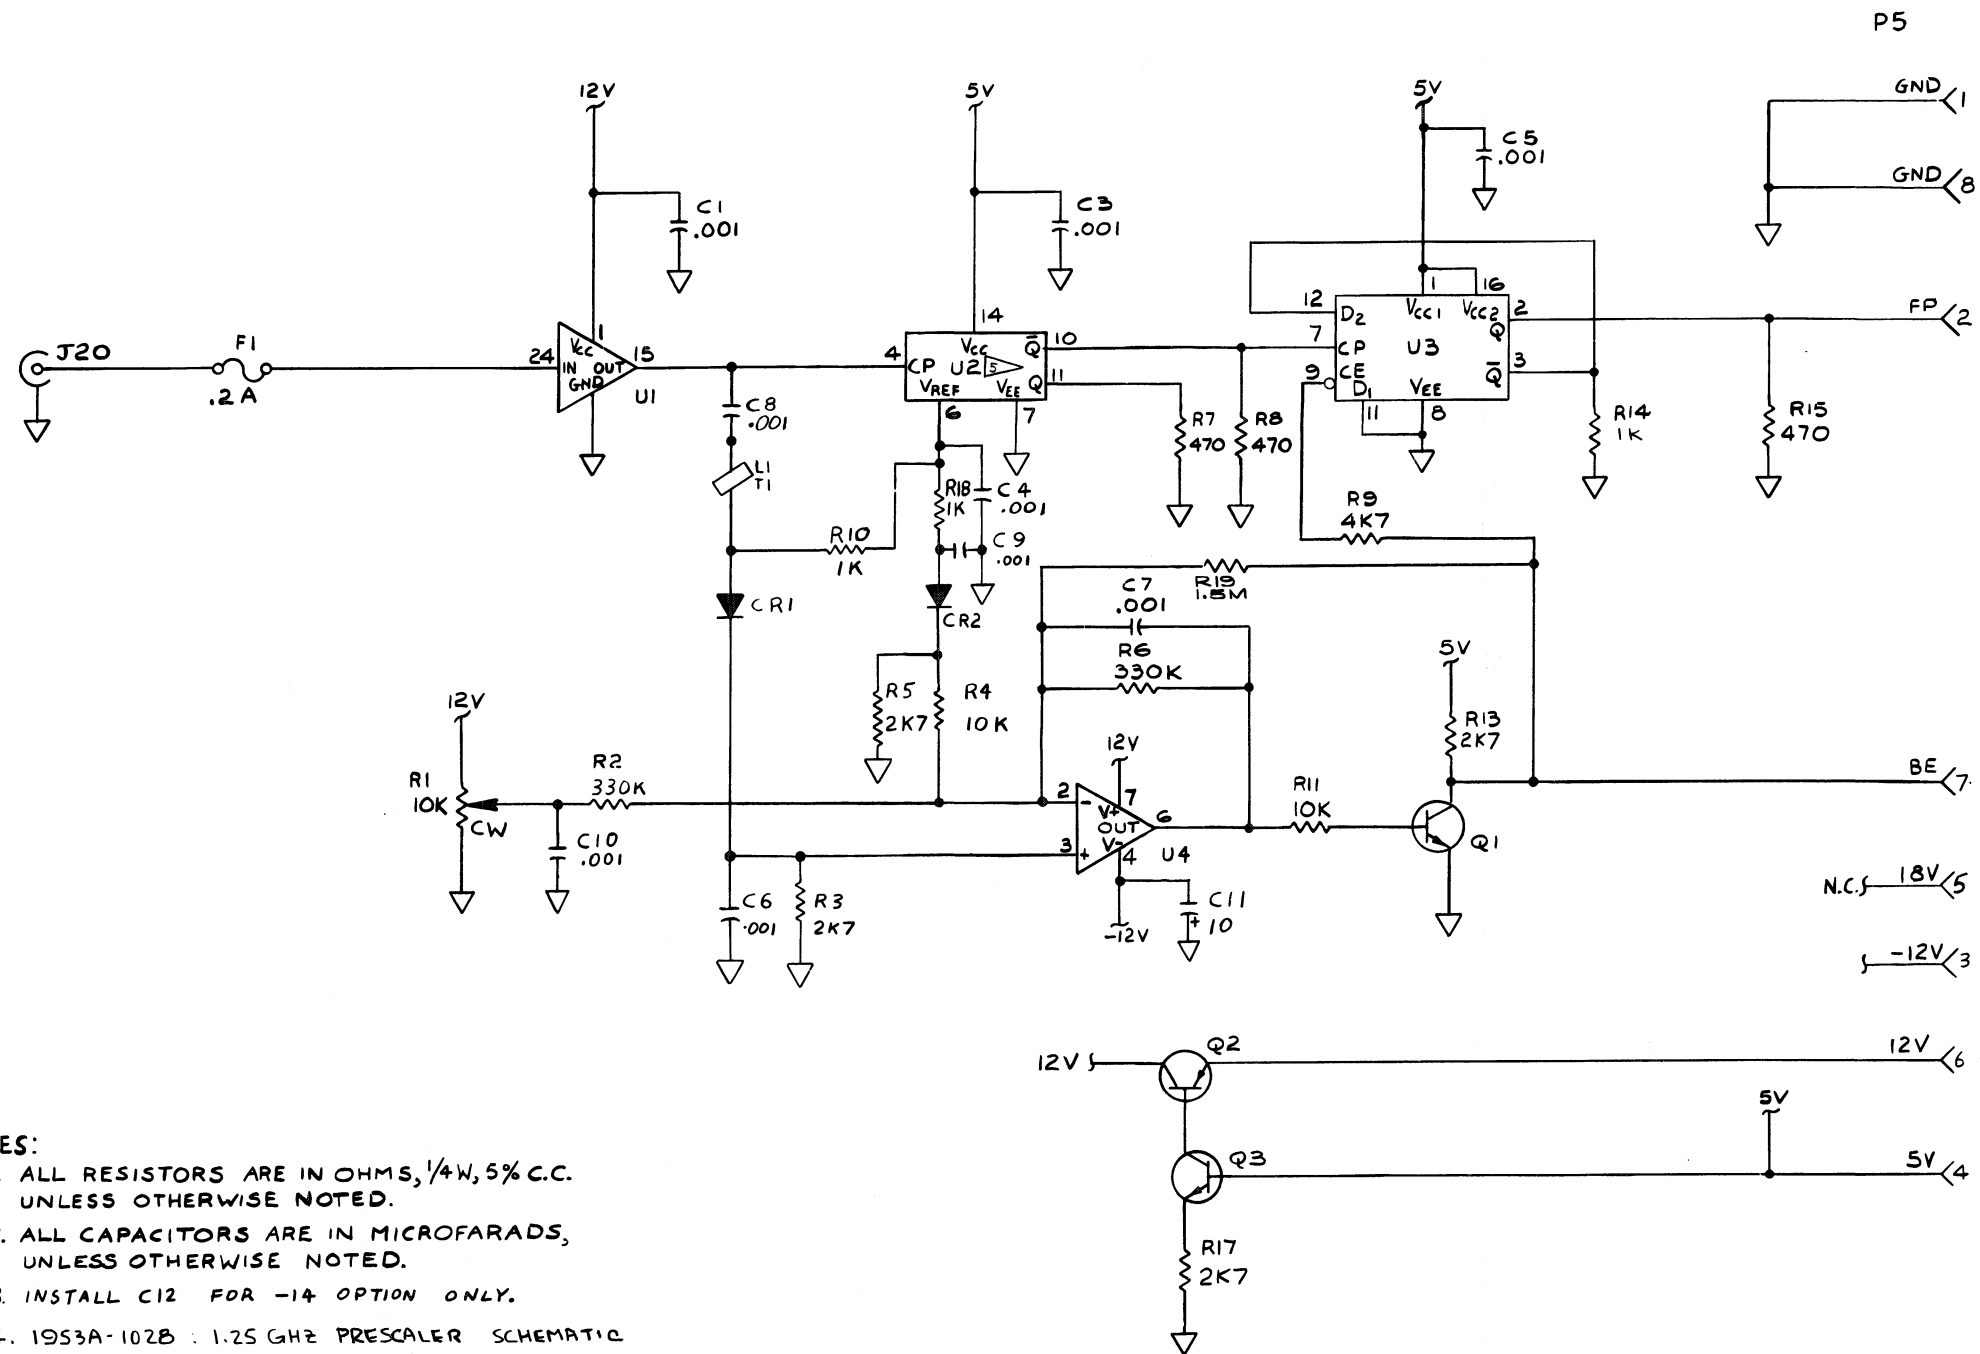 P5
12V
5V
5V
GND
1
C5
.001
GND
8
C1
.001
C3
.001
1
16
12
D2
VCC1
VCC2
2
Q
FP
2
7
CP
U3
3
Q̅
9
CE
D1
VEE
11
8
J20
F1
.2A
24
1
VCC
IN
OUT
GND
15
U1
14
4
CP
VCC
U2
5
Q̅
10
VREF
VEE
Q
11
6
7
C8
.001
R7
470
R8
470
R14
1K
R15
470
L1
T1
R18
1K
C4
.001
R9
4K7
R10
1K
C9
.001
R19
1.5M
CR1
CR2
C7
.001
R6
330K
5V
12V
R5
2K7
R4
10K
R13
2K7
R1
10K
CW
R2
330K
12V
2
-
7
V+
OUT
V-
6
3
+
4
U4
R11
10K
Q1
BE
7
C10
.001
C6
.001
R3
2K7
-12V
C11
+
10
N.C.
18V
5
-12V
3
12V
Q2
12V
6
5V
Q3
5V
4
R17
2K7
ES:
ALL RESISTORS ARE IN OHMS, 1/4W, 5% C.C.
UNLESS OTHERWISE NOTED.
. ALL CAPACITORS ARE IN MICROFARADS,
UNLESS OTHERWISE NOTED.
. INSTALL C12 FOR -14 OPTION ONLY.
. 1953A-1028 : 1.25 GHZ PRESCALER SCHEMATIC